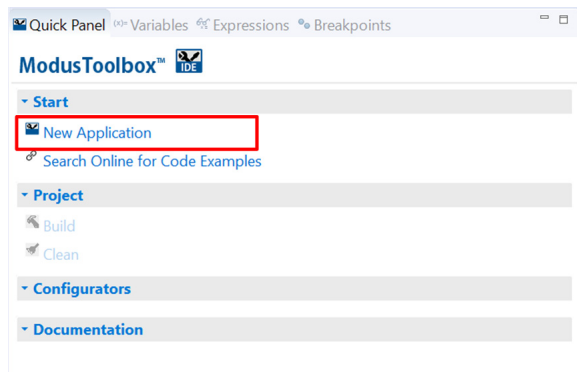 Quick Panel (x)= Variables Expressions Breakpoints
ModusToolbox™ IDE
Start
New Application
Search Online for Code Examples
Project
Build
Clean
Configurators
Documentation